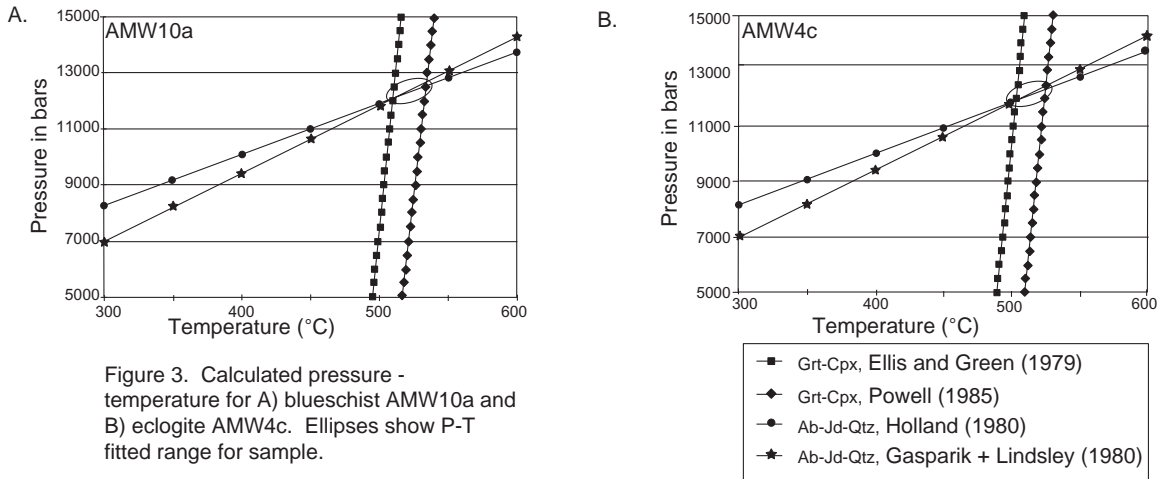 A.
AMW10a
15000
13000
11000
9000
7000
5000
Pressure in bars
300
400
500
600
Temperature (°C)
B.
AMW4c
15000
13000
11000
9000
7000
5000
Pressure in bars
300
400
500
600
Temperature (°C)
Grt-Cpx, Ellis and Green (1979)
Grt-Cpx, Powell (1985)
Ab-Jd-Qtz, Holland (1980)
Ab-Jd-Qtz, Gasparik + Lindsley (1980)
Figure 3. Calculated pressure -
temperature for A) blueschist AMW10a and
B) eclogite AMW4c. Ellipses show P-T
fitted range for sample.